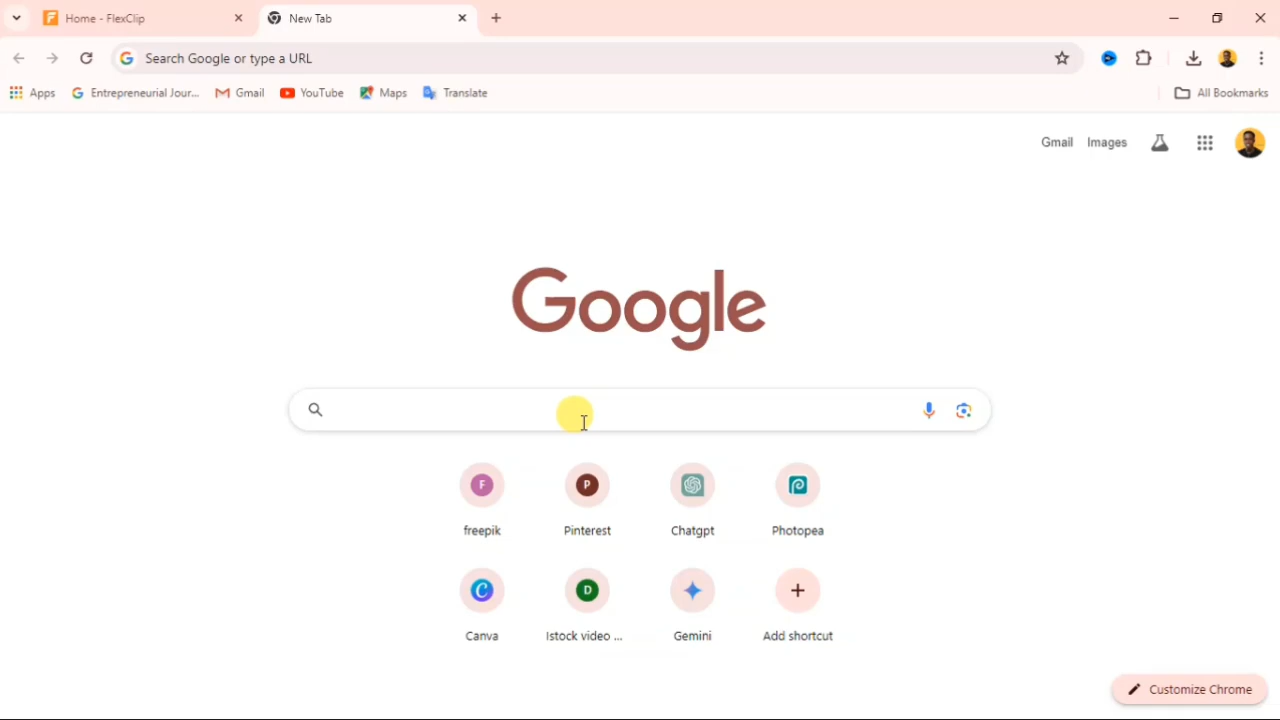 Home - FlexClip
New Tab
Search Google or type a URL
Apps
Entrepreneurial Jour...
Gmail
YouTube
Maps
Translate
All Bookmarks
Gmail
Images
Google
F
P
freepik
Pinterest
Chatgpt
Photopea
D
Canva
Istock video ...
Gemini
Add shortcut
Customize Chrome